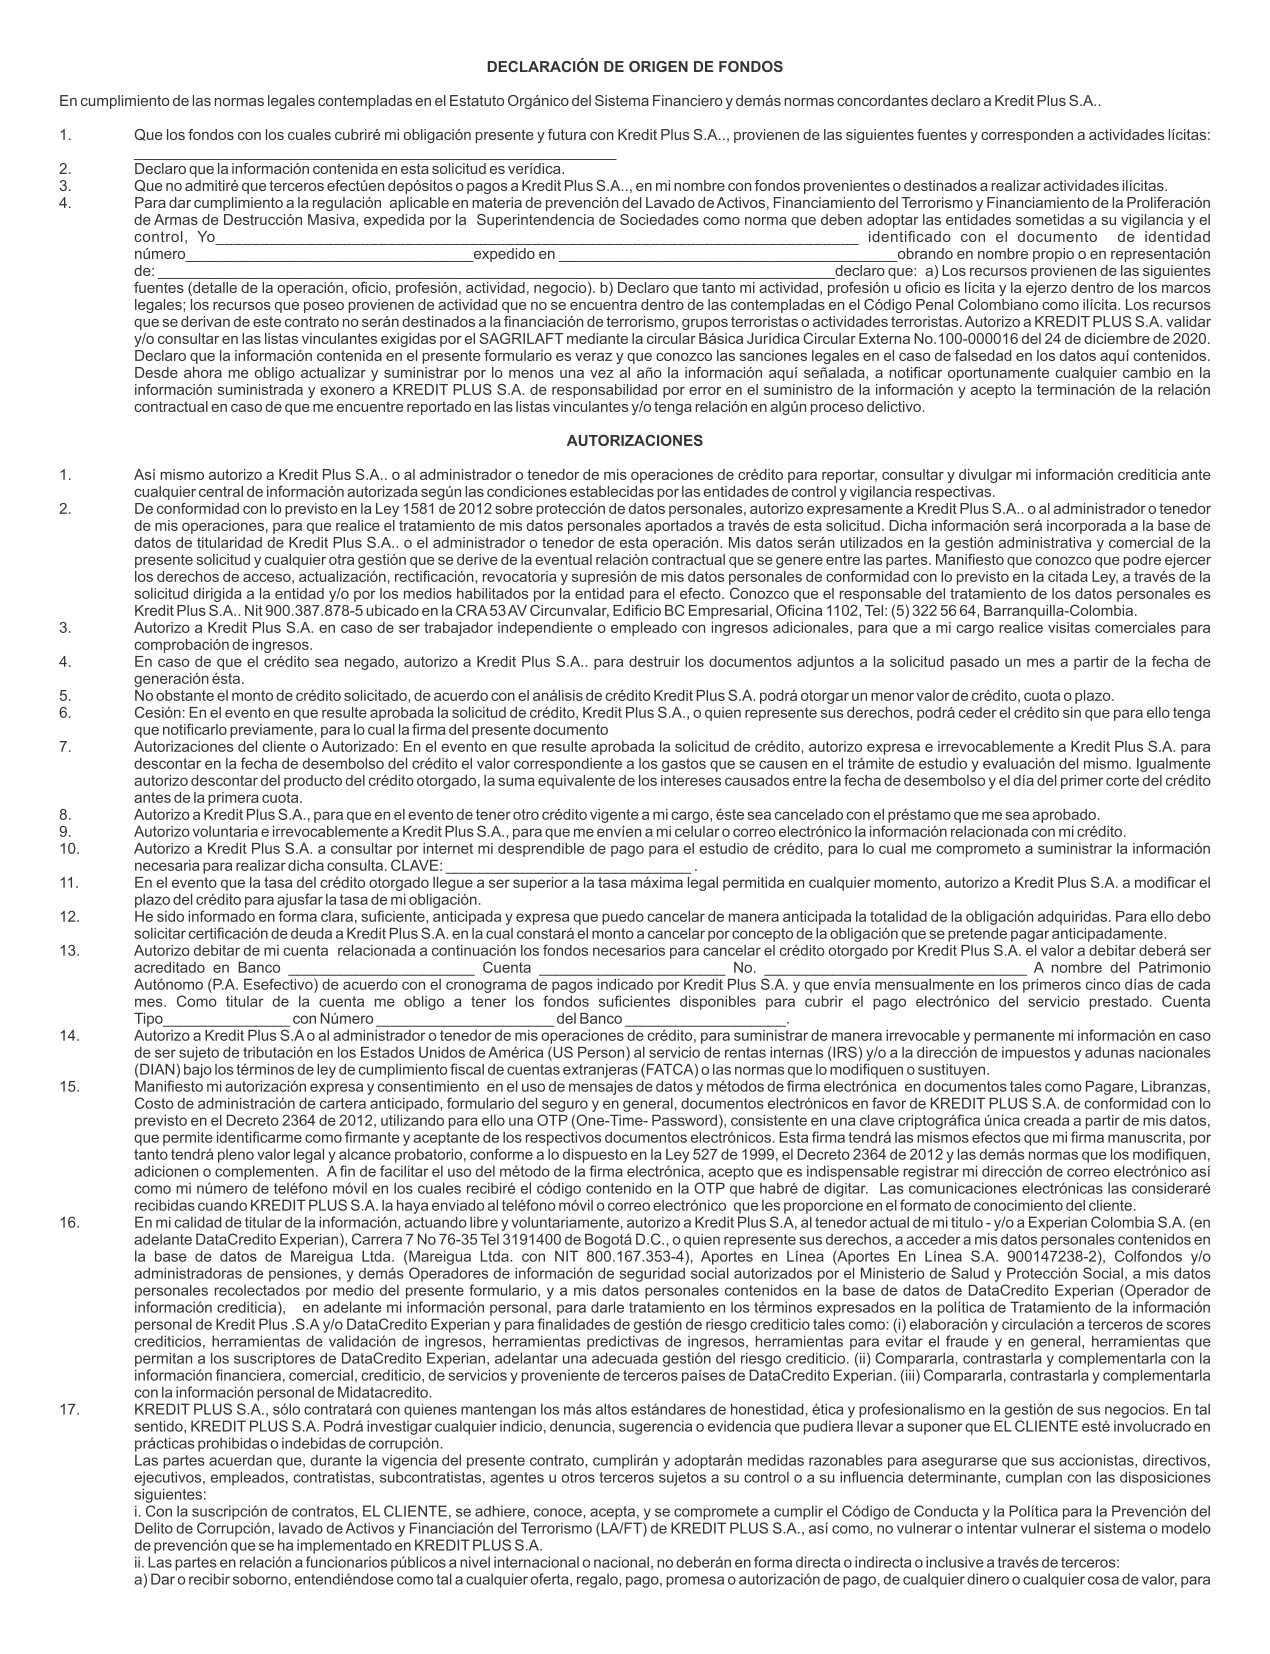 DECLARACIÓN DE ORIGEN DE FONDOS
En cumplimiento de las normas legales contempladas en el Estatuto Orgánico del Sistema Financiero y demás normas concordantes declaro a Kredit Plus S.A..
1. Que los fondos con los cuales cubriré mi obligación presente y futura con Kredit Plus S.A.., provienen de las siguientes fuentes y corresponden a actividades lícitas:
_________________________________________________________
2. Declaro que la información contenida en esta solicitud es verídica.
3. Que no admitiré que terceros efectúen depósitos o pagos a Kredit Plus S.A.., en mi nombre con fondos provenientes o destinados a realizar actividades ilícitas.
4. Para dar cumplimiento a la regulación aplicable en materia de prevención del Lavado de Activos, Financiamiento del Terrorismo y Financiamiento de la Proliferación
de Armas de Destrucción Masiva, expedida por la Superintendencia de Sociedades como norma que deben adoptar las entidades sometidas a su vigilancia y el
control, Yo___________________________________________________________________________ identificado con el documento de identidad
número__________________________________expedido en ________________________________________obrando en nombre propio o en representación
de: ________________________________________________________________________________declaro que: a) Los recursos provienen de las siguientes
fuentes (detalle de la operación, oficio, profesión, actividad, negocio). b) Declaro que tanto mi actividad, profesión u oficio es lícita y la ejerzo dentro de los marcos
legales; los recursos que poseo provienen de actividad que no se encuentra dentro de las contempladas en el Código Penal Colombiano como ilícita. Los recursos
que se derivan de este contrato no serán destinados a la financiación de terrorismo, grupos terroristas o actividades terroristas. Autorizo a KREDIT PLUS S.A. validar
y/o consultar en las listas vinculantes exigidas por el SAGRILAFT mediante la circular Básica Jurídica Circular Externa No.100-000016 del 24 de diciembre de 2020.
Declaro que la información contenida en el presente formulario es veraz y que conozco las sanciones legales en el caso de falsedad en los datos aquí contenidos.
Desde ahora me obligo actualizar y suministrar por lo menos una vez al año la información aquí señalada, a notificar oportunamente cualquier cambio en la
información suministrada y exonero a KREDIT PLUS S.A. de responsabilidad por error en el suministro de la información y acepto la terminación de la relación
contractual en caso de que me encuentre reportado en las listas vinculantes y/o tenga relación en algún proceso delictivo.
AUTORIZACIONES
1. Así mismo autorizo a Kredit Plus S.A.. o al administrador o tenedor de mis operaciones de crédito para reportar, consultar y divulgar mi información crediticia ante
cualquier central de información autorizada según las condiciones establecidas por las entidades de control y vigilancia respectivas.
2. De conformidad con lo previsto en la Ley 1581 de 2012 sobre protección de datos personales, autorizo expresamente a Kredit Plus S.A.. o al administrador o tenedor
de mis operaciones, para que realice el tratamiento de mis datos personales aportados a través de esta solicitud. Dicha información será incorporada a la base de
datos de titularidad de Kredit Plus S.A.. o el administrador o tenedor de esta operación. Mis datos serán utilizados en la gestión administrativa y comercial de la
presente solicitud y cualquier otra gestión que se derive de la eventual relación contractual que se genere entre las partes. Manifiesto que conozco que podre ejercer
los derechos de acceso, actualización, rectificación, revocatoria y supresión de mis datos personales de conformidad con lo previsto en la citada Ley, a través de la
solicitud dirigida a la entidad y/o por los medios habilitados por la entidad para el efecto. Conozco que el responsable del tratamiento de los datos personales es
Kredit Plus S.A.. Nit 900.387.878-5 ubicado en la CRA 53 AV Circunvalar, Edificio BC Empresarial, Oficina 1102, Tel: (5) 322 56 64, Barranquilla-Colombia.
3. Autorizo a Kredit Plus S.A. en caso de ser trabajador independiente o empleado con ingresos adicionales, para que a mi cargo realice visitas comerciales para
comprobación de ingresos.
4. En caso de que el crédito sea negado, autorizo a Kredit Plus S.A.. para destruir los documentos adjuntos a la solicitud pasado un mes a partir de la fecha de
generación ésta.
5. No obstante el monto de crédito solicitado, de acuerdo con el análisis de crédito Kredit Plus S.A. podrá otorgar un menor valor de crédito, cuota o plazo.
6. Cesión: En el evento en que resulte aprobada la solicitud de crédito, Kredit Plus S.A., o quien represente sus derechos, podrá ceder el crédito sin que para ello tenga
que notificarlo previamente, para lo cual la firma del presente documento
7. Autorizaciones del cliente o Autorizado: En el evento en que resulte aprobada la solicitud de crédito, autorizo expresa e irrevocablemente a Kredit Plus S.A. para
descontar en la fecha de desembolso del crédito el valor correspondiente a los gastos que se causen en el trámite de estudio y evaluación del mismo. Igualmente
autorizo descontar del producto del crédito otorgado, la suma equivalente de los intereses causados entre la fecha de desembolso y el día del primer corte del crédito
antes de la primera cuota.
8. Autorizo a Kredit Plus S.A., para que en el evento de tener otro crédito vigente a mi cargo, éste sea cancelado con el préstamo que me sea aprobado.
9. Autorizo voluntaria e irrevocablemente a Kredit Plus S.A., para que me envíen a mi celular o correo electrónico la información relacionada con mi crédito.
10. Autorizo a Kredit Plus S.A. a consultar por internet mi desprendible de pago para el estudio de crédito, para lo cual me comprometo a suministrar la información
necesaria para realizar dicha consulta. CLAVE: _____________________________ .
11. En el evento que la tasa del crédito otorgado llegue a ser superior a la tasa máxima legal permitida en cualquier momento, autorizo a Kredit Plus S.A. a modificar el
plazo del crédito para ajusfar la tasa de mi obligación.
12. He sido informado en forma clara, suficiente, anticipada y expresa que puedo cancelar de manera anticipada la totalidad de la obligación adquiridas. Para ello debo
solicitar certificación de deuda a Kredit Plus S.A. en la cual constará el monto a cancelar por concepto de la obligación que se pretende pagar anticipadamente.
13. Autorizo debitar de mi cuenta relacionada a continuación los fondos necesarios para cancelar el crédito otorgado por Kredit Plus S.A. el valor a debitar deberá ser
acreditado en Banco ______________________ Cuenta ______________________ No. _______________________________ A nombre del Patrimonio
Autónomo (P.A. Esefectivo) de acuerdo con el cronograma de pagos indicado por Kredit Plus S.A. y que envía mensualmente en los primeros cinco días de cada
mes. Como titular de la cuenta me obligo a tener los fondos suficientes disponibles para cubrir el pago electrónico del servicio prestado. Cuenta
Tipo_______________ con Número _____________________ del Banco ___________________.
14. Autorizo a Kredit Plus S.A o al administrador o tenedor de mis operaciones de crédito, para suministrar de manera irrevocable y permanente mi información en caso
de ser sujeto de tributación en los Estados Unidos de América (US Person) al servicio de rentas internas (IRS) y/o a la dirección de impuestos y adunas nacionales
(DIAN) bajo los términos de ley de cumplimiento fiscal de cuentas extranjeras (FATCA) o las normas que lo modifiquen o sustituyen.
15. Manifiesto mi autorización expresa y consentimiento en el uso de mensajes de datos y métodos de firma electrónica en documentos tales como Pagare, Libranzas,
Costo de administración de cartera anticipado, formulario del seguro y en general, documentos electrónicos en favor de KREDIT PLUS S.A. de conformidad con lo
previsto en el Decreto 2364 de 2012, utilizando para ello una OTP (One-Time- Password), consistente en una clave criptográfica única creada a partir de mis datos,
que permite identificarme como firmante y aceptante de los respectivos documentos electrónicos. Esta firma tendrá las mismos efectos que mi firma manuscrita, por
tanto tendrá pleno valor legal y alcance probatorio, conforme a lo dispuesto en la Ley 527 de 1999, el Decreto 2364 de 2012 y las demás normas que los modifiquen,
adicionen o complementen. A fin de facilitar el uso del método de la firma electrónica, acepto que es indispensable registrar mi dirección de correo electrónico así
como mi número de teléfono móvil en los cuales recibiré el código contenido en la OTP que habré de digitar. Las comunicaciones electrónicas las consideraré
recibidas cuando KREDIT PLUS S.A. la haya enviado al teléfono móvil o correo electrónico que les proporcione en el formato de conocimiento del cliente.
16. En mi calidad de titular de la información, actuando libre y voluntariamente, autorizo a Kredit Plus S.A, al tenedor actual de mi titulo - y/o a Experian Colombia S.A. (en
adelante DataCredito Experian), Carrera 7 No 76-35 Tel 3191400 de Bogotá D.C., o quien represente sus derechos, a acceder a mis datos personales contenidos en
la base de datos de Mareigua Ltda. (Mareigua Ltda. con NIT 800.167.353-4), Aportes en Línea (Aportes En Línea S.A. 900147238-2), Colfondos y/o
administradoras de pensiones, y demás Operadores de información de seguridad social autorizados por el Ministerio de Salud y Protección Social, a mis datos
personales recolectados por medio del presente formulario, y a mis datos personales contenidos en la base de datos de DataCredito Experian (Operador de
información crediticia), en adelante mi información personal, para darle tratamiento en los términos expresados en la política de Tratamiento de la información
personal de Kredit Plus .S.A y/o DataCredito Experian y para finalidades de gestión de riesgo crediticio tales como: (i) elaboración y circulación a terceros de scores
crediticios, herramientas de validación de ingresos, herramientas predictivas de ingresos, herramientas para evitar el fraude y en general, herramientas que
permitan a los suscriptores de DataCredito Experian, adelantar una adecuada gestión del riesgo crediticio. (ii) Compararla, contrastarla y complementarla con la
información financiera, comercial, crediticio, de servicios y proveniente de terceros países de DataCredito Experian. (iii) Compararla, contrastarla y complementarla
con la información personal de Midatacredito.
17. KREDIT PLUS S.A., sólo contratará con quienes mantengan los más altos estándares de honestidad, ética y profesionalismo en la gestión de sus negocios. En tal
sentido, KREDIT PLUS S.A. Podrá investigar cualquier indicio, denuncia, sugerencia o evidencia que pudiera llevar a suponer que EL CLIENTE esté involucrado en
prácticas prohibidas o indebidas de corrupción.
Las partes acuerdan que, durante la vigencia del presente contrato, cumplirán y adoptarán medidas razonables para asegurarse que sus accionistas, directivos,
ejecutivos, empleados, contratistas, subcontratistas, agentes u otros terceros sujetos a su control o a su influencia determinante, cumplan con las disposiciones
siguientes:
i. Con la suscripción de contratos, EL CLIENTE, se adhiere, conoce, acepta, y se compromete a cumplir el Código de Conducta y la Política para la Prevención del
Delito de Corrupción, lavado de Activos y Financiación del Terrorismo (LA/FT) de KREDIT PLUS S.A., así como, no vulnerar o intentar vulnerar el sistema o modelo
de prevención que se ha implementado en KREDIT PLUS S.A.
ii. Las partes en relación a funcionarios públicos a nivel internacional o nacional, no deberán en forma directa o indirecta o inclusive a través de terceros:
a) Dar o recibir soborno, entendiéndose como tal a cualquier oferta, regalo, pago, promesa o autorización de pago, de cualquier dinero o cualquier cosa de valor, para